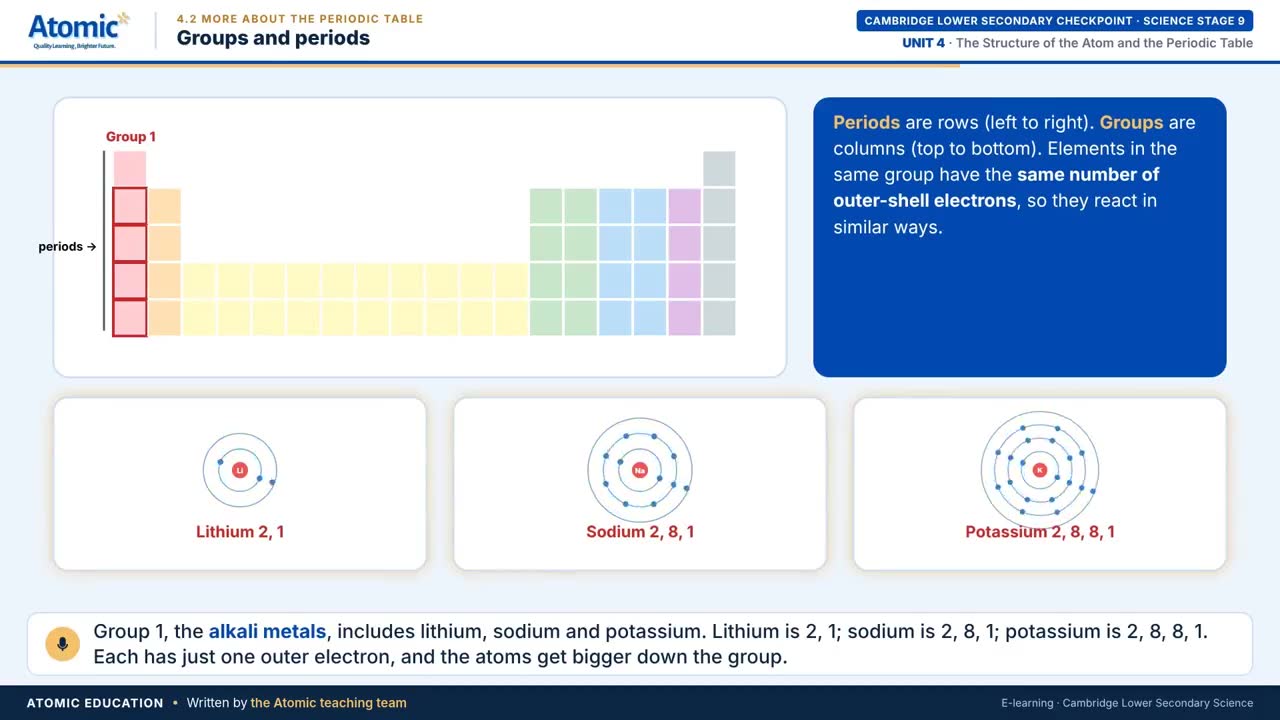 Atomic
Quality Learning, Brighter Future.
4.2 MORE ABOUT THE PERIODIC TABLE
Groups and periods
CAMBRIDGE LOWER SECONDARY CHECKPOINT · SCIENCE STAGE 9
UNIT 4 · The Structure of the Atom and the Periodic Table
Group 1
periods →
Periods are rows (left to right). Groups are
columns (top to bottom). Elements in the
same group have the same number of
outer-shell electrons, so they react in
similar ways.
Li
Lithium 2, 1
Na
Sodium 2, 8, 1
K
Potassium 2, 8, 8, 1
Group 1, the alkali metals, includes lithium, sodium and potassium. Lithium is 2, 1; sodium is 2, 8, 1; potassium is 2, 8, 8, 1.
Each has just one outer electron, and the atoms get bigger down the group.
ATOMIC EDUCATION • Written by the Atomic teaching team
E-learning · Cambridge Lower Secondary Science